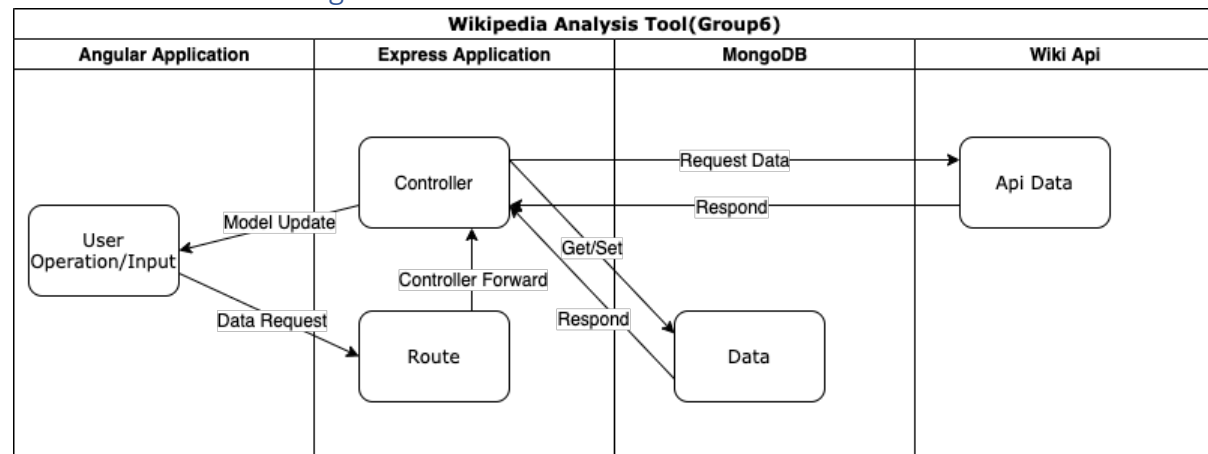 Wikipedia Analysis Tool(Group6)
Angular Application
Express Application
MongoDB
Wiki Api
Controller
Request Data
Api Data
Respond
Model Update
User
Operation/Input
Get/Set
Controller Forward
Data Request
Respond
Route
Data